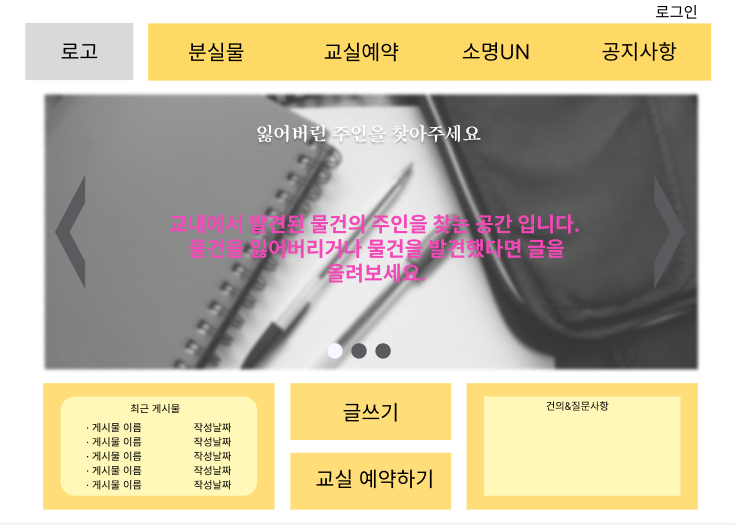 로그인
로고
분실물
교실예약
소명UN
공지사항
잃어버린 주인을 찾아주세요
교내에서 발견된 물건의 주인을 찾는 공간 입니다.
물건을 잃어버리거나 물건을 발견했다면 글을
올려보세요.
최근 게시물
· 게시물 이름 작성날짜
· 게시물 이름 작성날짜
· 게시물 이름 작성날짜
· 게시물 이름 작성날짜
· 게시물 이름 작성날짜
글쓰기
교실 예약하기
건의&질문사항